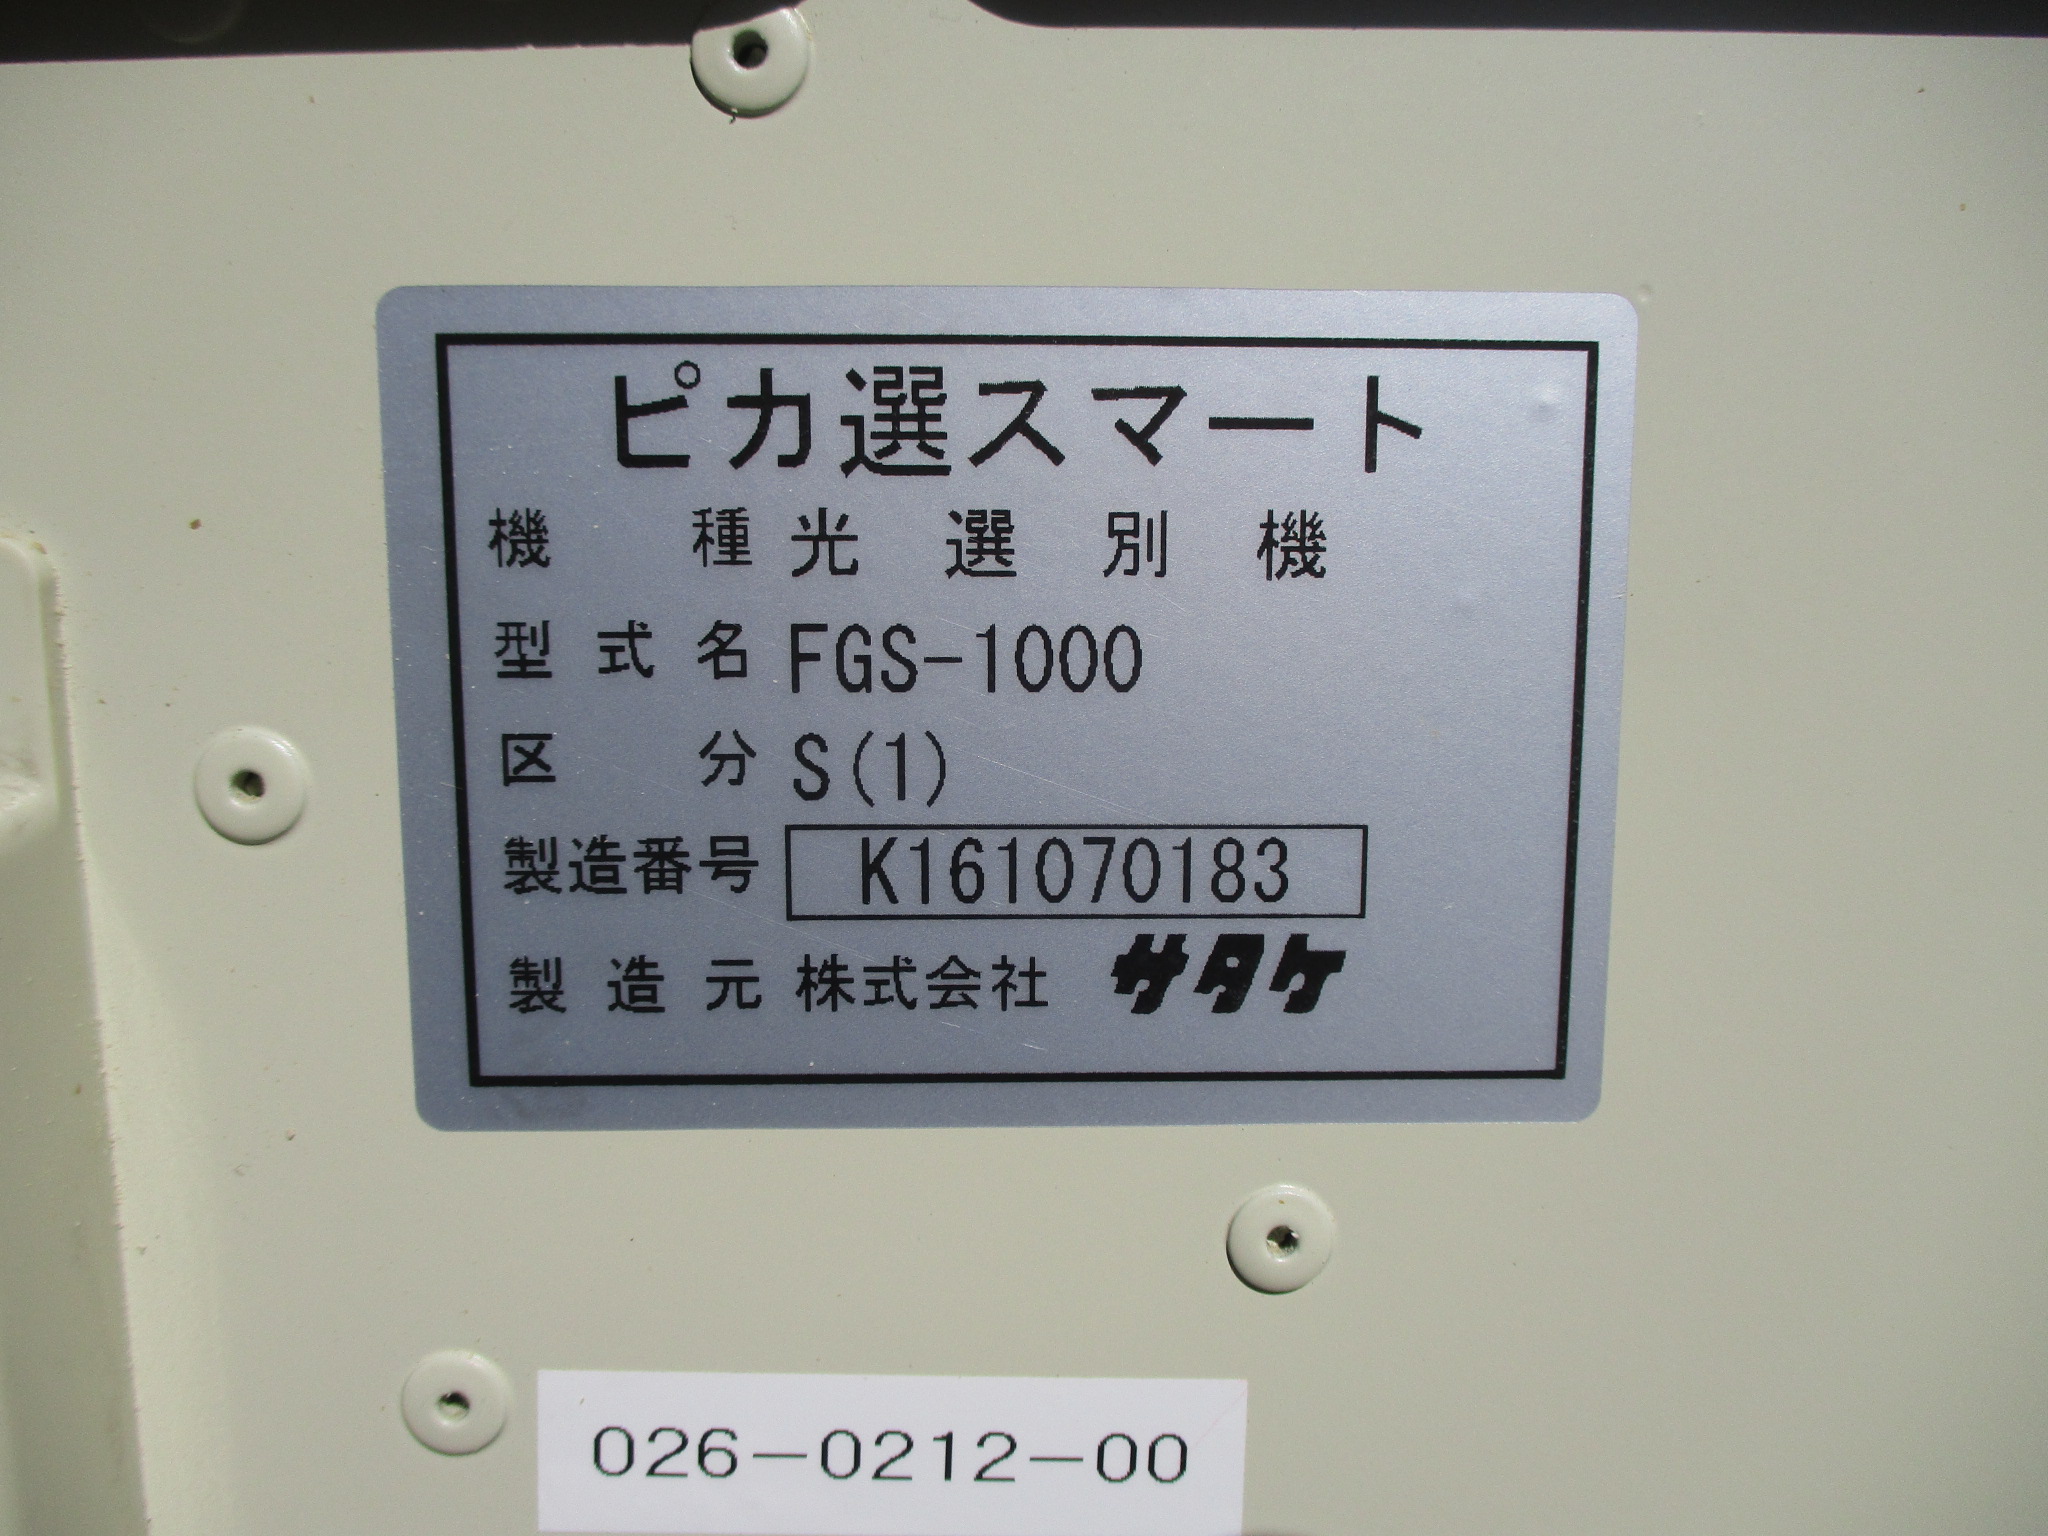 ピカ選スマート
機種 光選別機
型式名 FGS-1000
区分 S(1)
製造番号 K161070183
製造元 株式会社 サタケ
026-0212-00